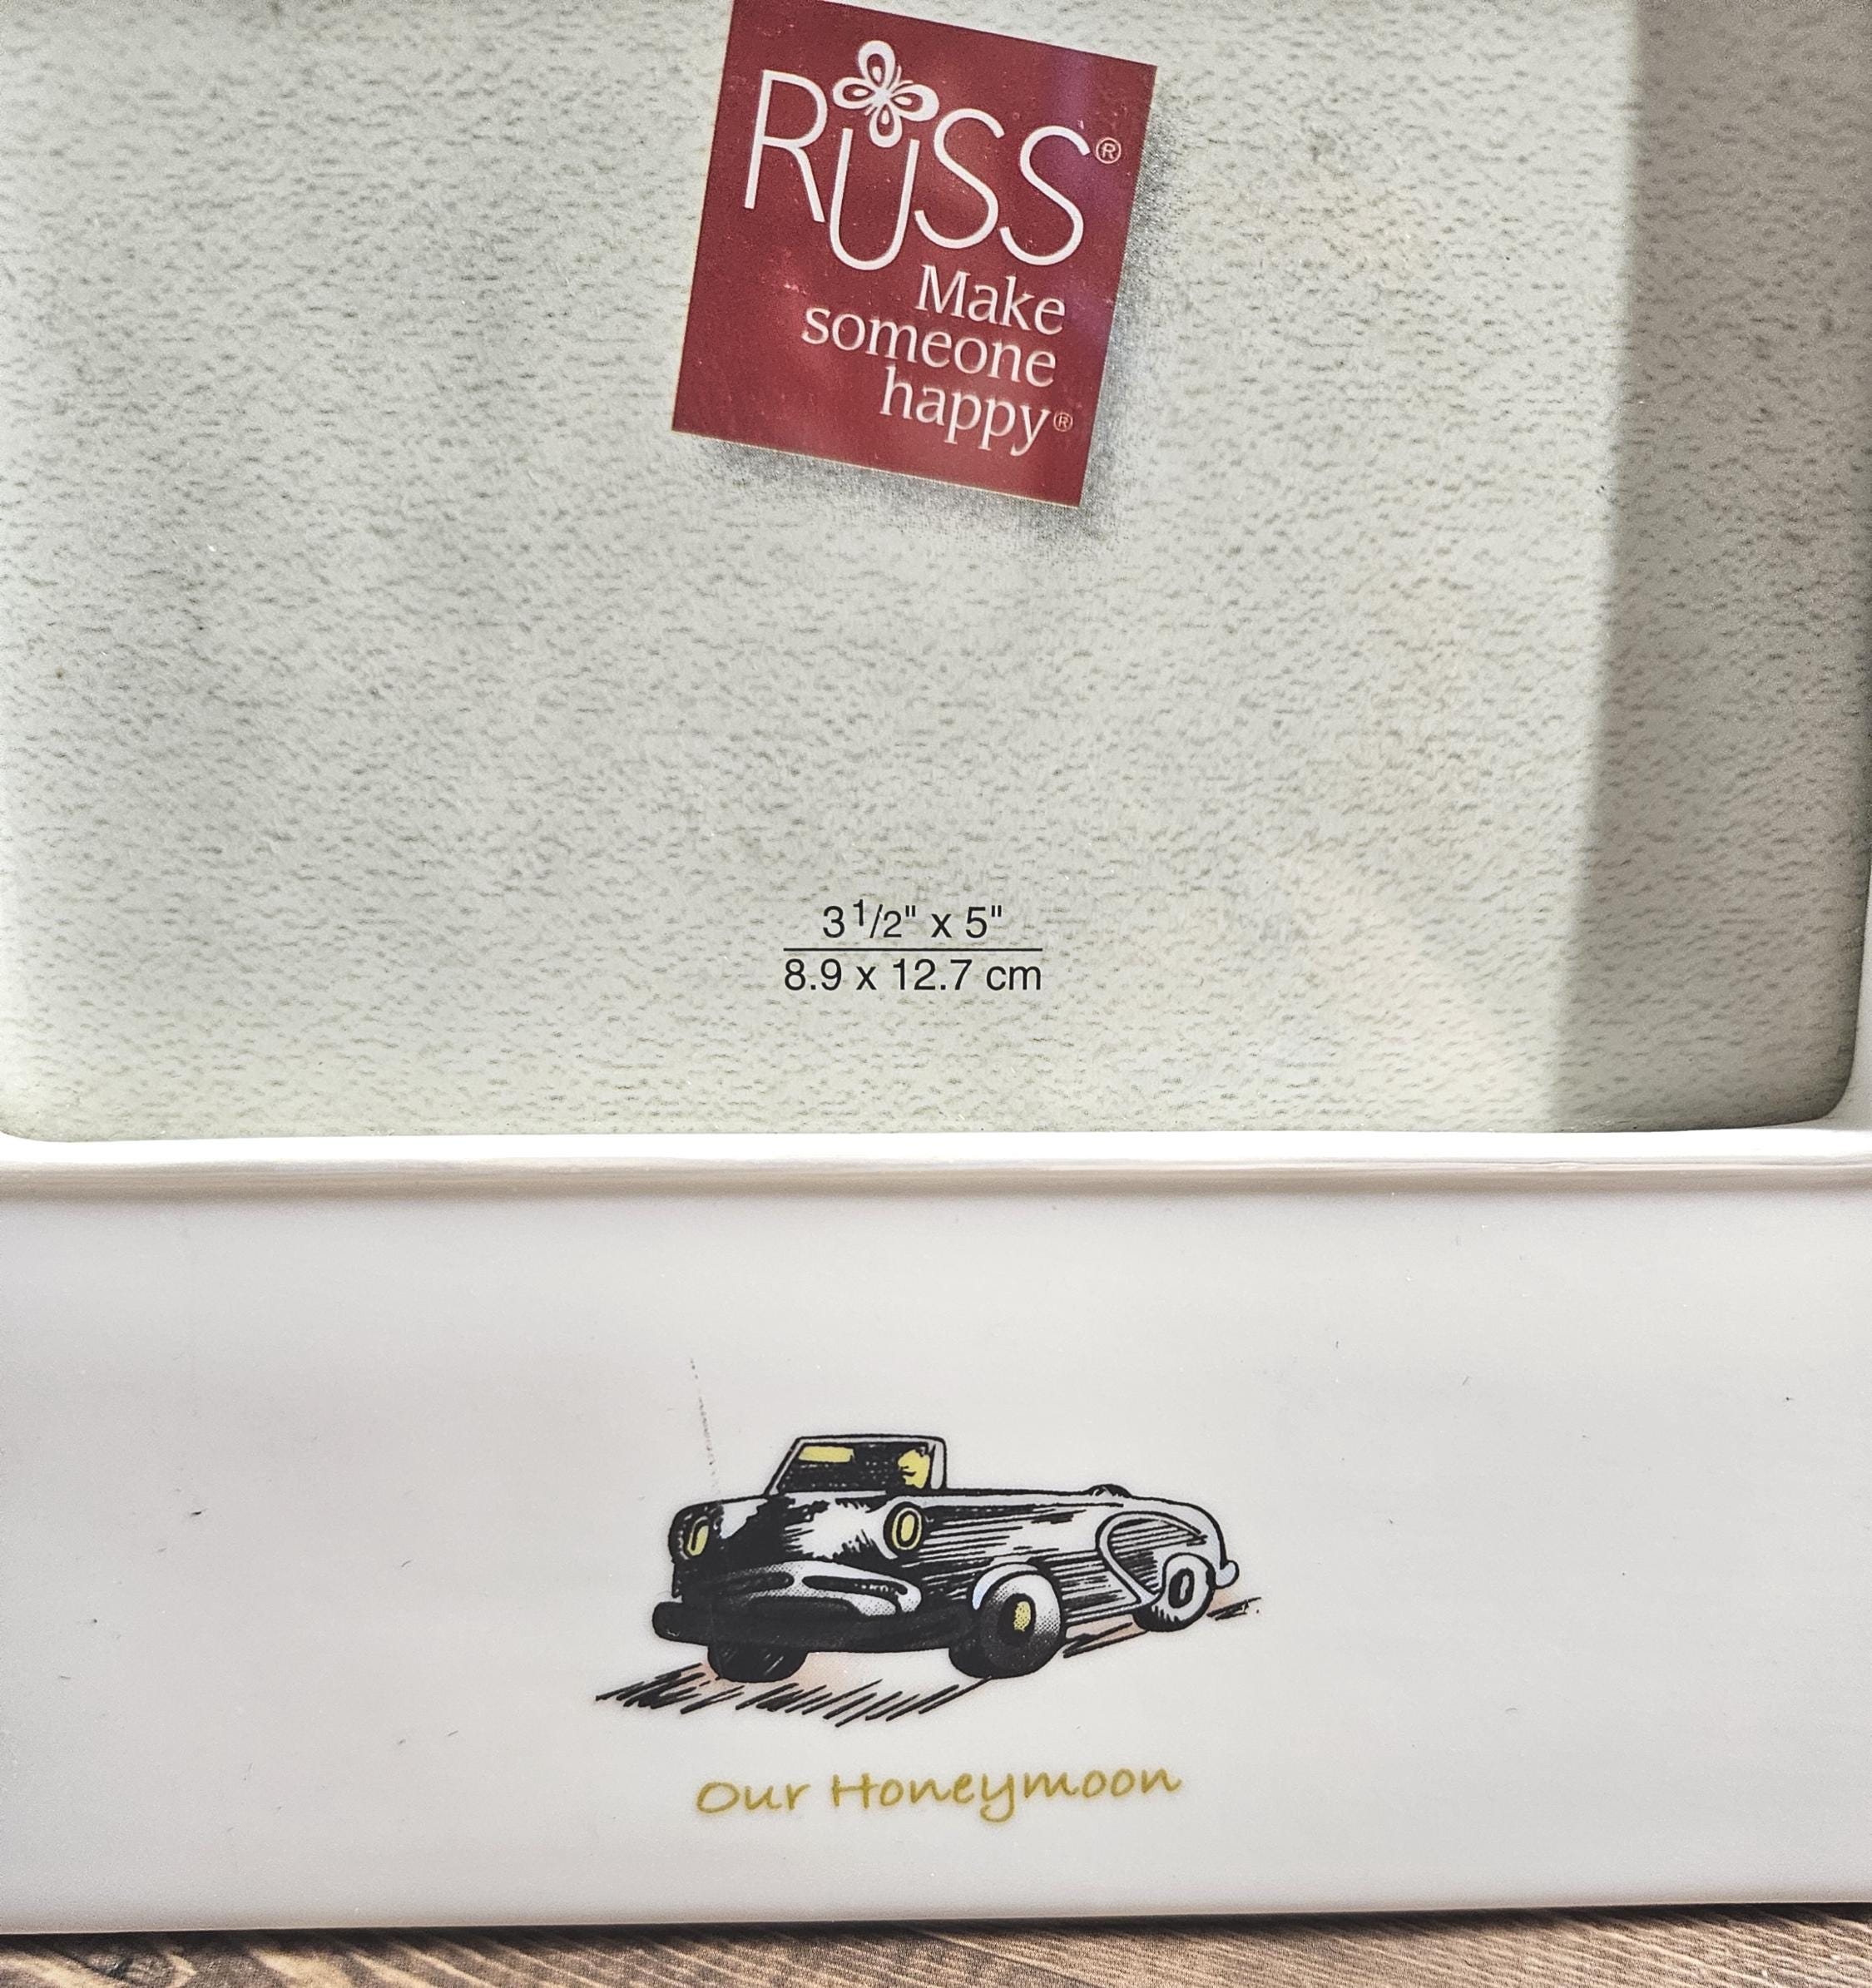 RUSS®
Make
someone
happy®
3 1/2" x 5"
8.9 x 12.7 cm
Our Honeymoon